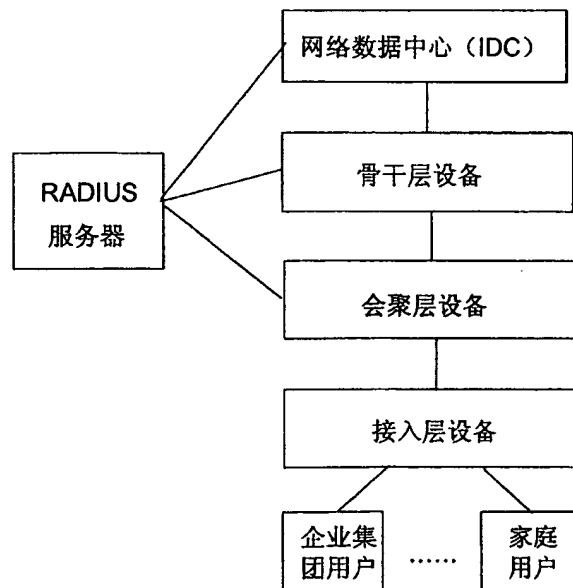 网络数据中心（IDC）
RADIUS
服务器
骨干层设备
会聚层设备
接入层设备
企业集
团用户
……
家庭
用户